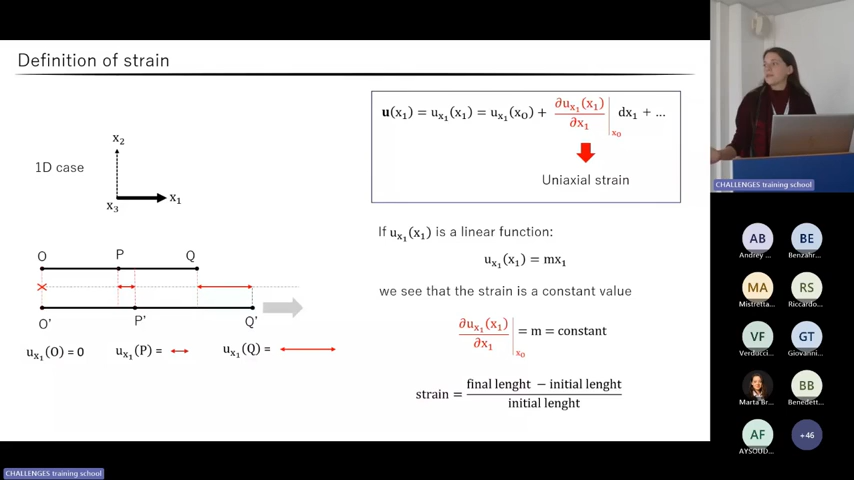 Definition of strain
1D case
x₂
x₁
x₃
O P Q
O' P' Q'
uₓ₁(O) = 0 uₓ₁(P) = uₓ₁(Q) =
u(x₁) = uₓ₁(x₁) = uₓ₁(x₀) + ∂uₓ₁(x₁)/∂x₁ |ₓ₀ dx₁ + ...
Uniaxial strain
If uₓ₁(x₁) is a linear function:
uₓ₁(x₁) = mx₁
we see that the strain is a constant value
∂uₓ₁(x₁)/∂x₁ |ₓ₀ = m = constant
strain = final lenght − initial lenght / initial lenght
CHALLENGES training school
AB BE
Andrey ... Benzahr...
MA RS
Mistretta... Riccardo...
VF GT
Verducci... Giovanni...
BB
Marta Br... Benedett...
AF +46
AYSOUD...
CHALLENGES training school